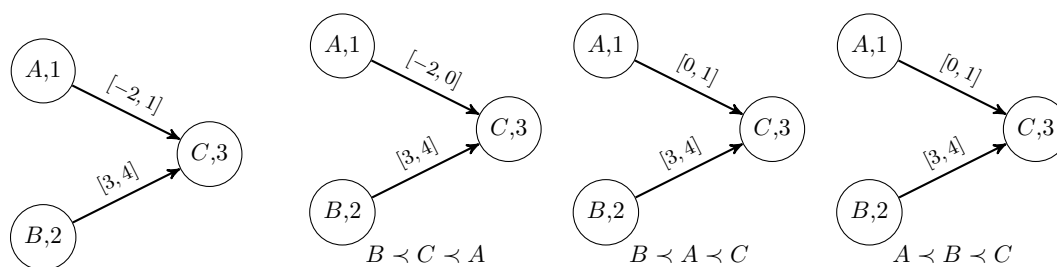 A,1
[−2, 1]
C,3
[3, 4]
B,2
A,1
[−2, 0]
C,3
[3, 4]
B,2
B ≺ C ≺ A
A,1
[0, 1]
C,3
[3, 4]
B,2
B ≺ A ≺ C
A,1
[0, 1]
C,3
[3, 4]
B,2
A ≺ B ≺ C